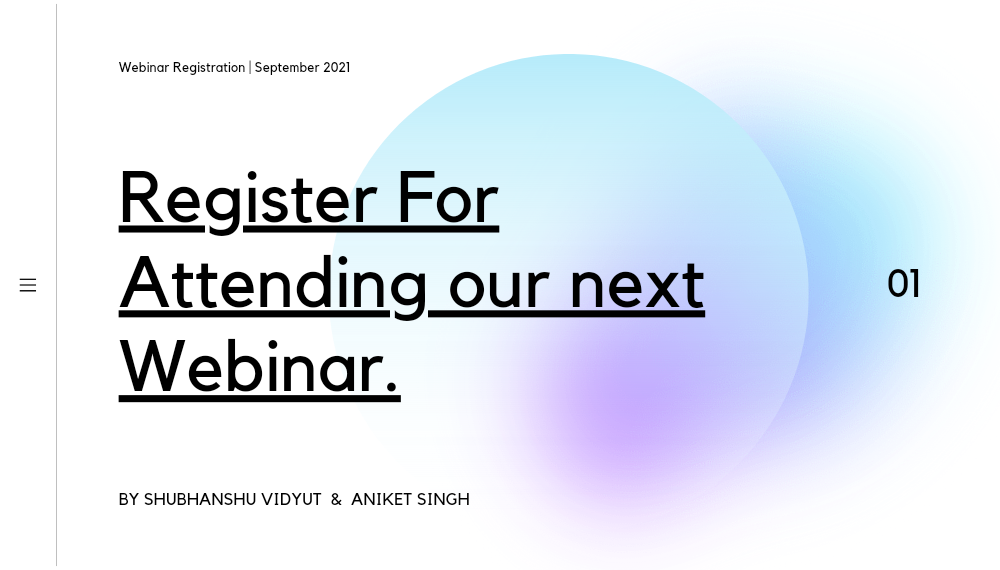 Webinar Registration | September 2021
Register For
Attending our next
Webinar.
01
BY SHUBHANSHU VIDYUT & ANIKET SINGH